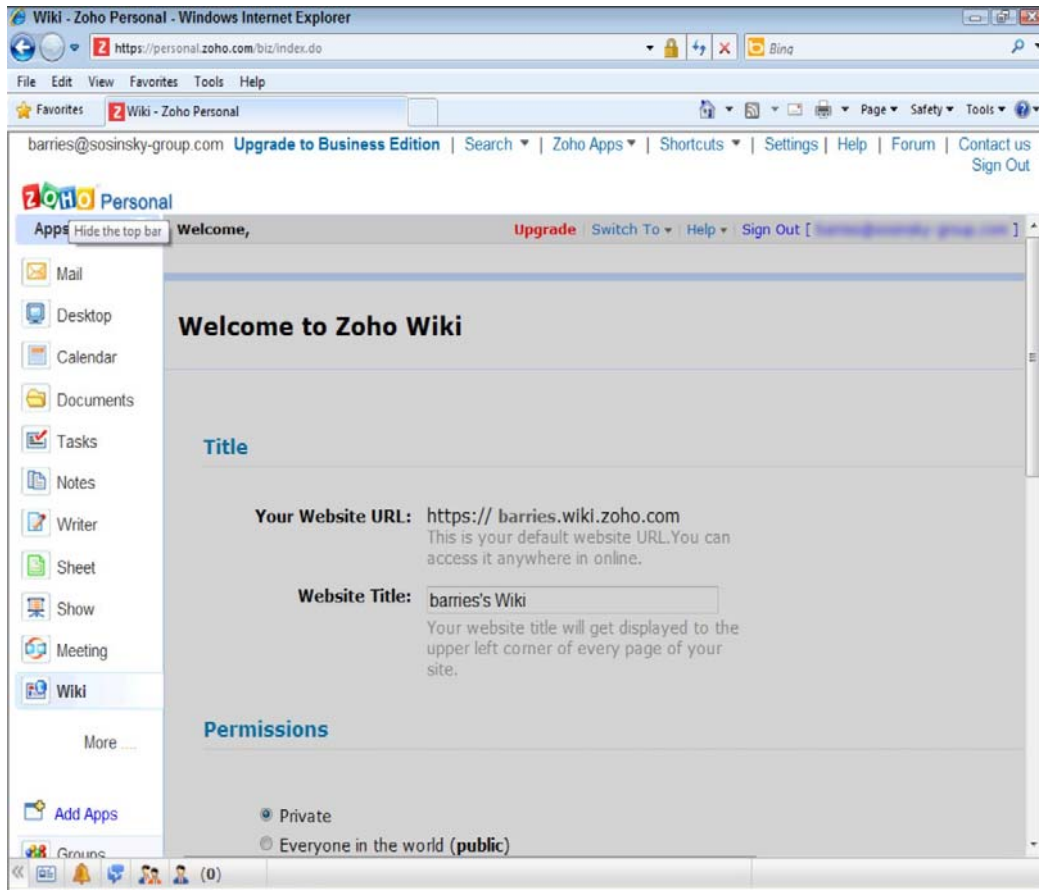 Wiki - Zoho Personal - Windows Internet Explorer
https://personal.zoho.com/biz/index.do
Bing
File Edit View Favorites Tools Help
Favorites Wiki - Zoho Personal Page Safety Tools
barries@sosinsky-group.com Upgrade to Business Edition | Search | Zoho Apps | Shortcuts | Settings | Help | Forum | Contact us
Sign Out
ZOHO Personal
Apps Hide the top bar Welcome, Upgrade Switch To Help Sign Out [ ]
Mail
Desktop
Welcome to Zoho Wiki
Calendar
Documents
Tasks
Title
Notes
Writer
Your Website URL: https:// barries.wiki.zoho.com
This is your default website URL.You can
access it anywhere in online.
Sheet
Show
Website Title: barries's Wiki
Your website title will get displayed to the
upper left corner of every page of your
site.
Meeting
Wiki
Permissions
More ....
Add Apps
Private
Everyone in the world (public)
Groups
(0)